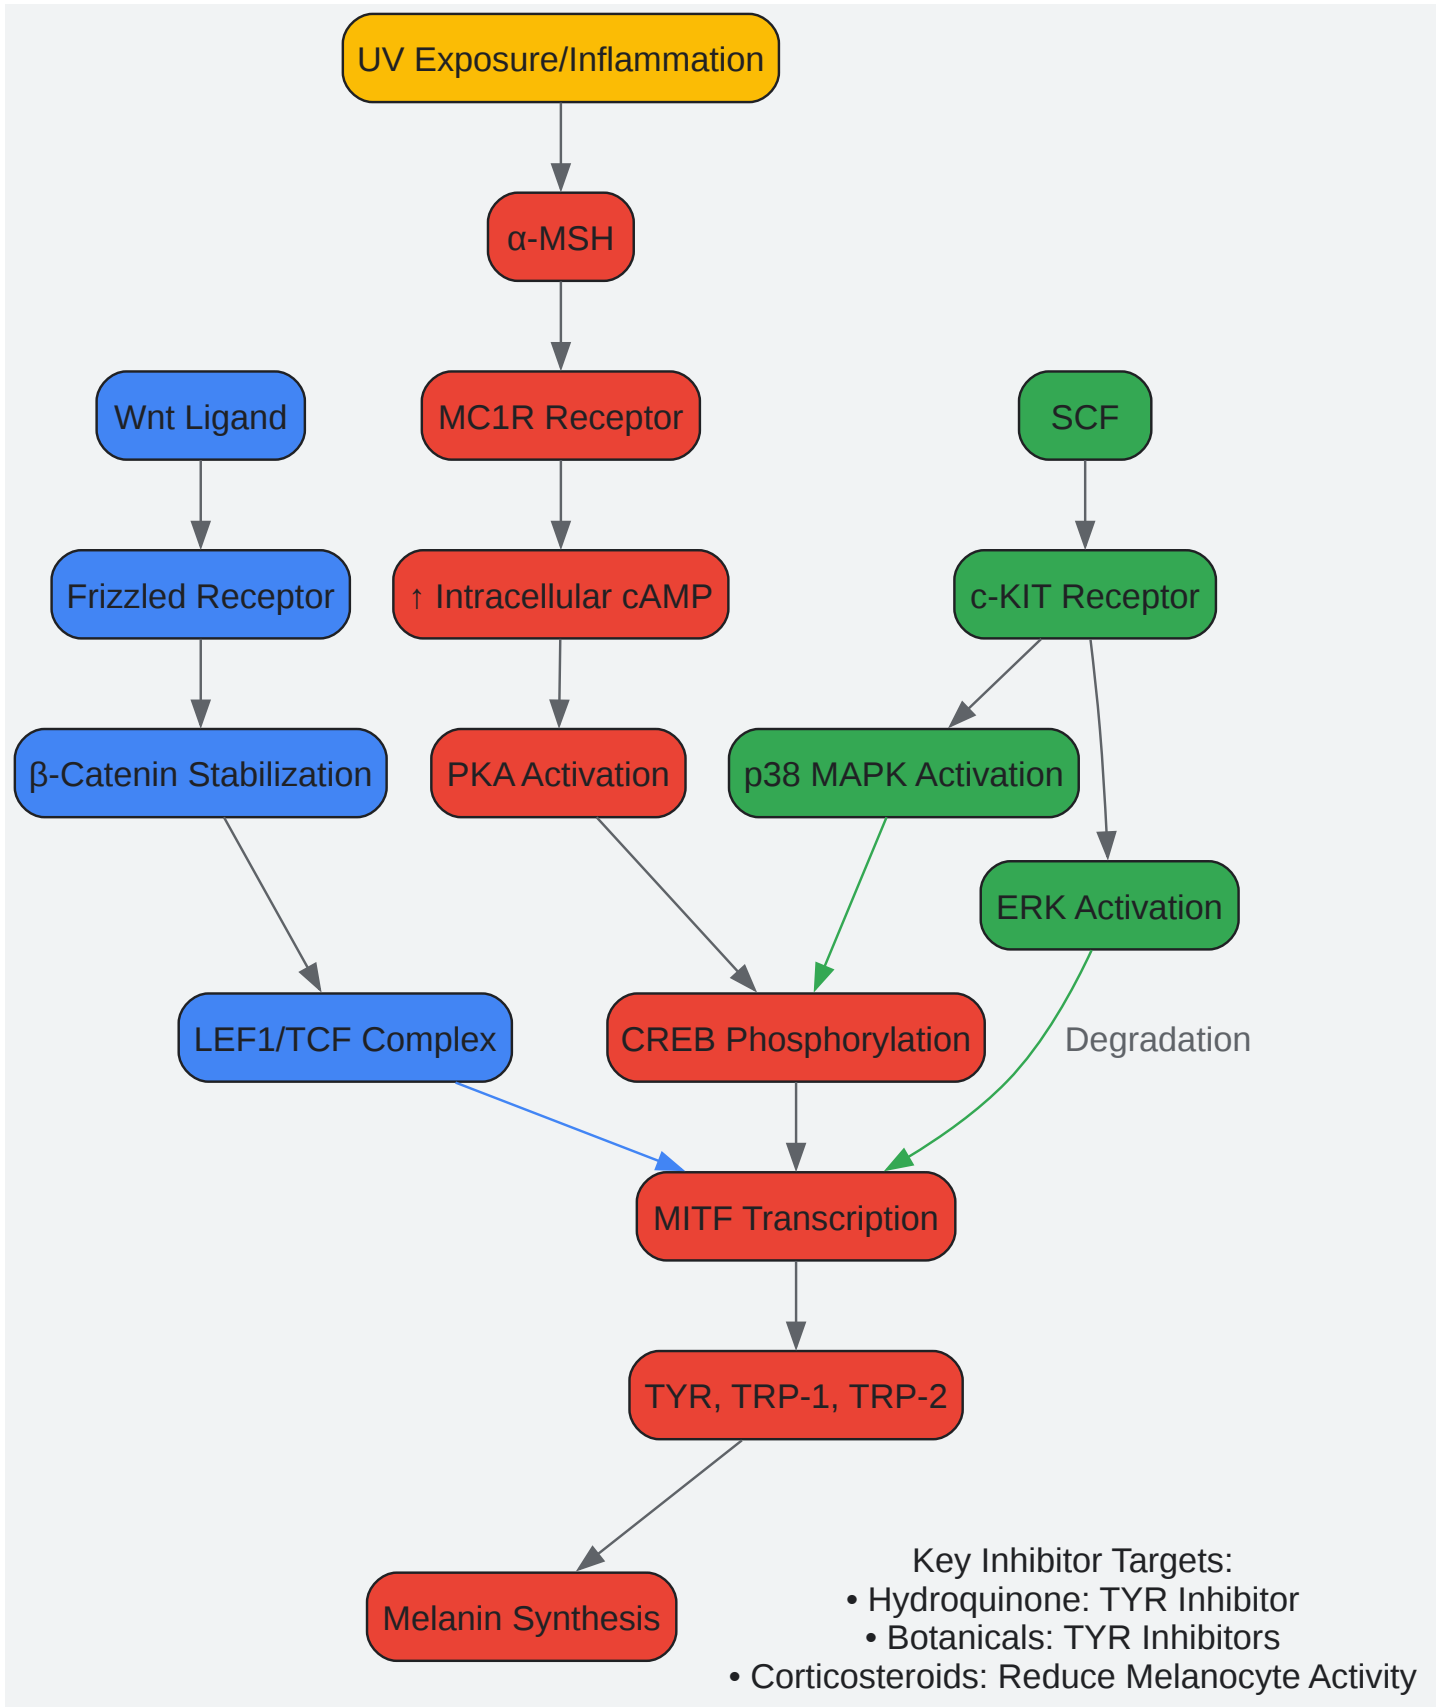 UV Exposure/Inflammation
α-MSH
Wnt Ligand
MC1R Receptor
SCF
Frizzled Receptor
↑ Intracellular cAMP
c-KIT Receptor
β-Catenin Stabilization
PKA Activation
p38 MAPK Activation
ERK Activation
LEF1/TCF Complex
CREB Phosphorylation
Degradation
MITF Transcription
TYR, TRP-1, TRP-2
Melanin Synthesis
Key Inhibitor Targets:
• Hydroquinone: TYR Inhibitor
• Botanicals: TYR Inhibitors
• Corticosteroids: Reduce Melanocyte Activity